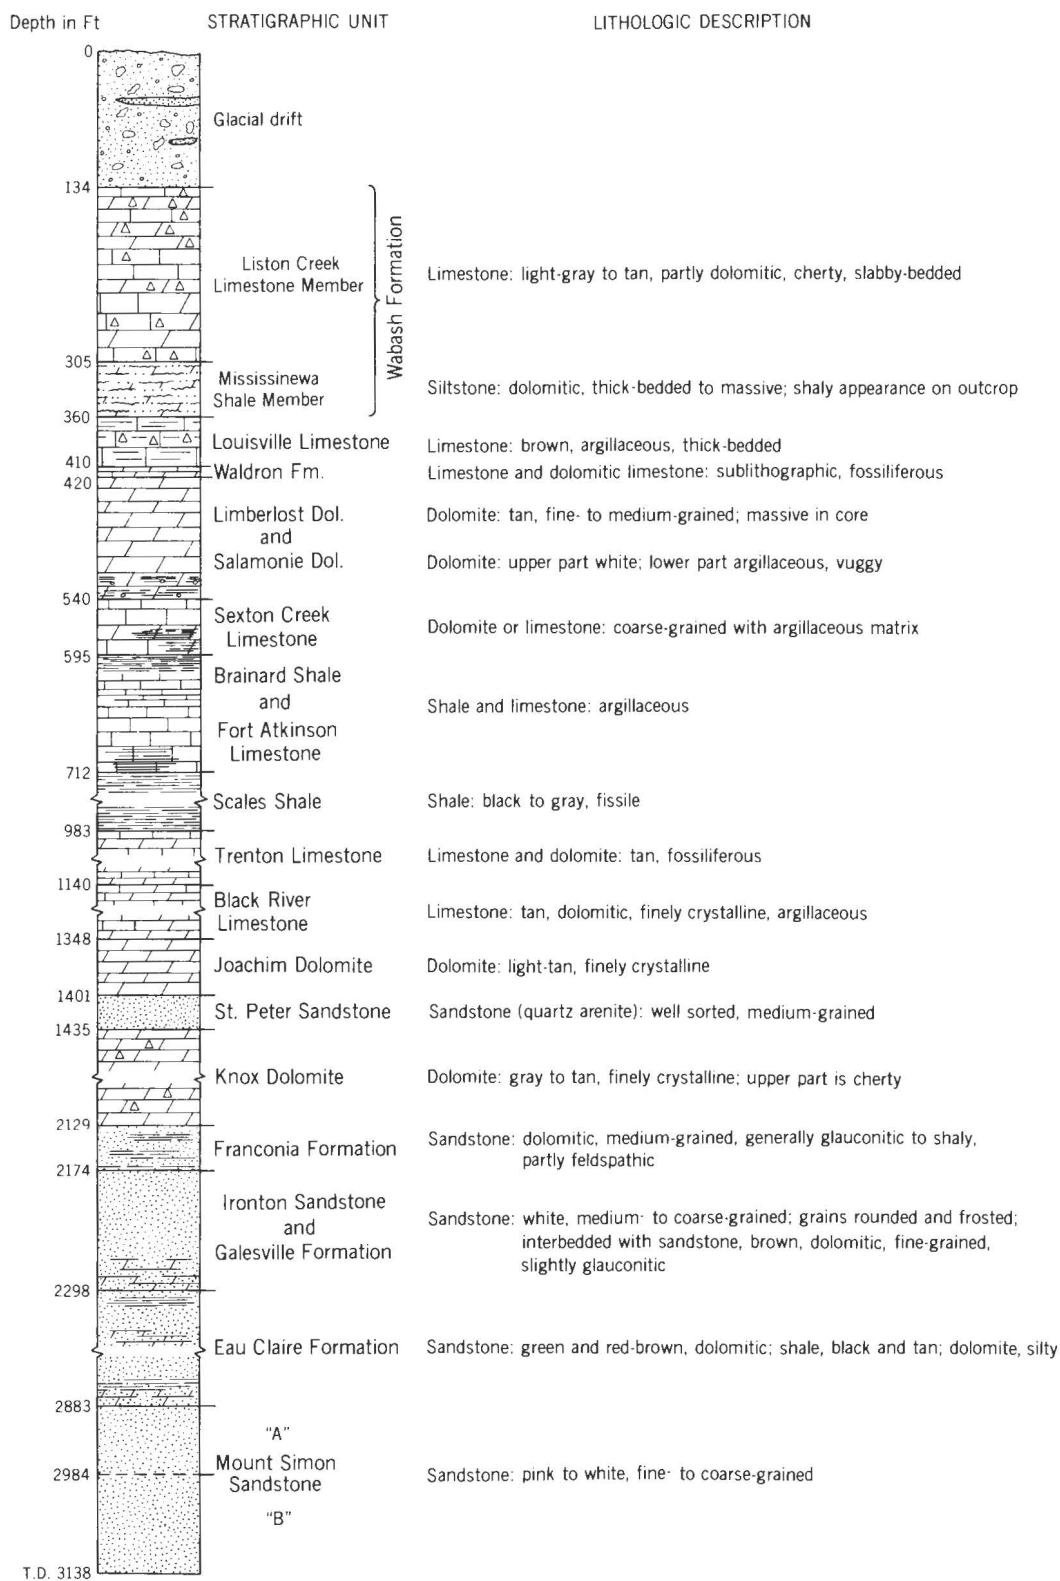 Depth in Ft STRATIGRAPHIC UNIT LITHOLOGIC DESCRIPTION
0
Glacial drift
134
Liston Creek
Limestone Member
Limestone: light-gray to tan, partly dolomitic, cherty, slabby-bedded
Wabash Formation
305
Mississinewa
Shale Member
Siltstone: dolomitic, thick-bedded to massive; shaly appearance on outcrop
360
Louisville Limestone Limestone: brown, argillaceous, thick-bedded
410
Waldron Fm. Limestone and dolomitic limestone: sublithographic, fossiliferous
420
Limberlost Dol. Dolomite: tan, fine- to medium-grained; massive in core
and
Salamonie Dol. Dolomite: upper part white; lower part argillaceous, vuggy
540
Sexton Creek
Limestone
Dolomite or limestone: coarse-grained with argillaceous matrix
595
Brainard Shale
and
Fort Atkinson
Limestone
Shale and limestone: argillaceous
712
Scales Shale Shale: black to gray, fissile
983
Trenton Limestone Limestone and dolomite: tan, fossiliferous
1140
Black River
Limestone
Limestone: tan, dolomitic, finely crystalline, argillaceous
1348
Joachim Dolomite Dolomite: light-tan, finely crystalline
1401
St. Peter Sandstone Sandstone (quartz arenite): well sorted, medium-grained
1435
Knox Dolomite Dolomite: gray to tan, finely crystalline; upper part is cherty
2129
Franconia Formation Sandstone: dolomitic, medium-grained, generally glauconitic to shaly,
partly feldspathic
2174
Ironton Sandstone
and
Galesville Formation
Sandstone: white, medium- to coarse-grained; grains rounded and frosted;
interbedded with sandstone, brown, dolomitic, fine-grained,
slightly glauconitic
2298
Eau Claire Formation Sandstone: green and red-brown, dolomitic; shale, black and tan; dolomite, silty
2883
"A"
Mount Simon
Sandstone
2984
Sandstone: pink to white, fine- to coarse-grained
"B"
T.D. 3138